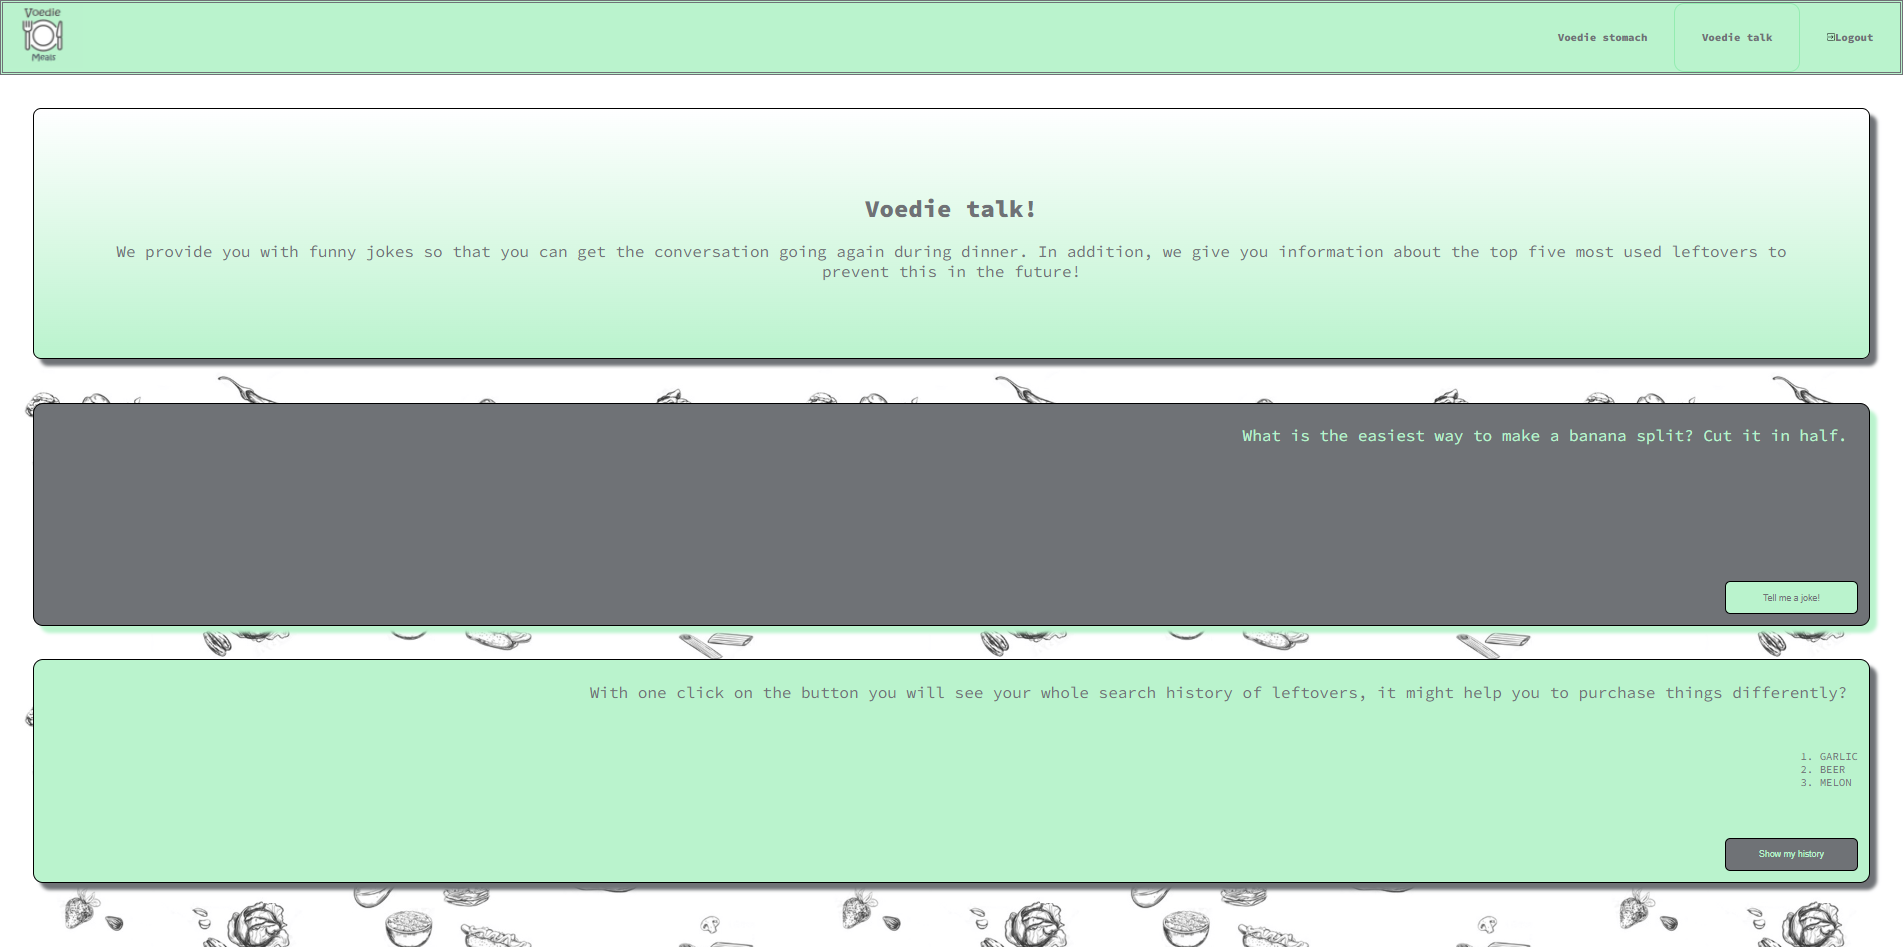 Voedie
Meals
Voedie stomach
Voedie talk
Logout
Voedie talk!
We provide you with funny jokes so that you can get the conversation going again during dinner. In addition, we give you information about the top five most used leftovers to
prevent this in the future!
What is the easiest way to make a banana split? Cut it in half.
Tell me a joke!
With one click on the button you will see your whole search history of leftovers, it might help you to purchase things differently?
1. GARLIC
2. BEER
3. MELON
Show my history